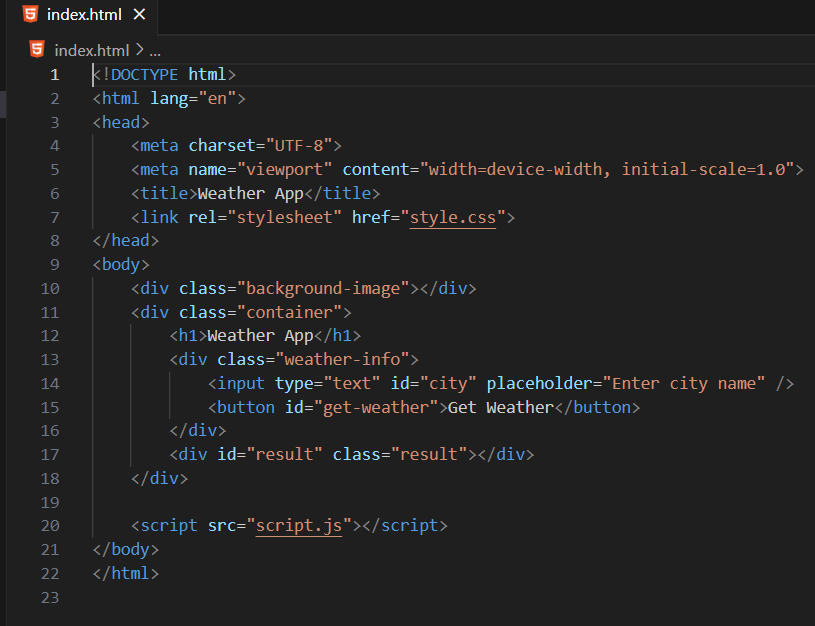 index.html ×
index.html > ...
1 <!DOCTYPE html>
2 <html lang="en">
3 <head>
4     <meta charset="UTF-8">
5     <meta name="viewport" content="width=device-width, initial-scale=1.0">
6     <title>Weather App</title>
7     <link rel="stylesheet" href="style.css">
8 </head>
9 <body>
10     <div class="background-image"></div>
11     <div class="container">
12         <h1>Weather App</h1>
13         <div class="weather-info">
14             <input type="text" id="city" placeholder="Enter city name" />
15             <button id="get-weather">Get Weather</button>
16         </div>
17         <div id="result" class="result"></div>
18     </div>
19
20     <script src="script.js"></script>
21 </body>
22 </html>
23